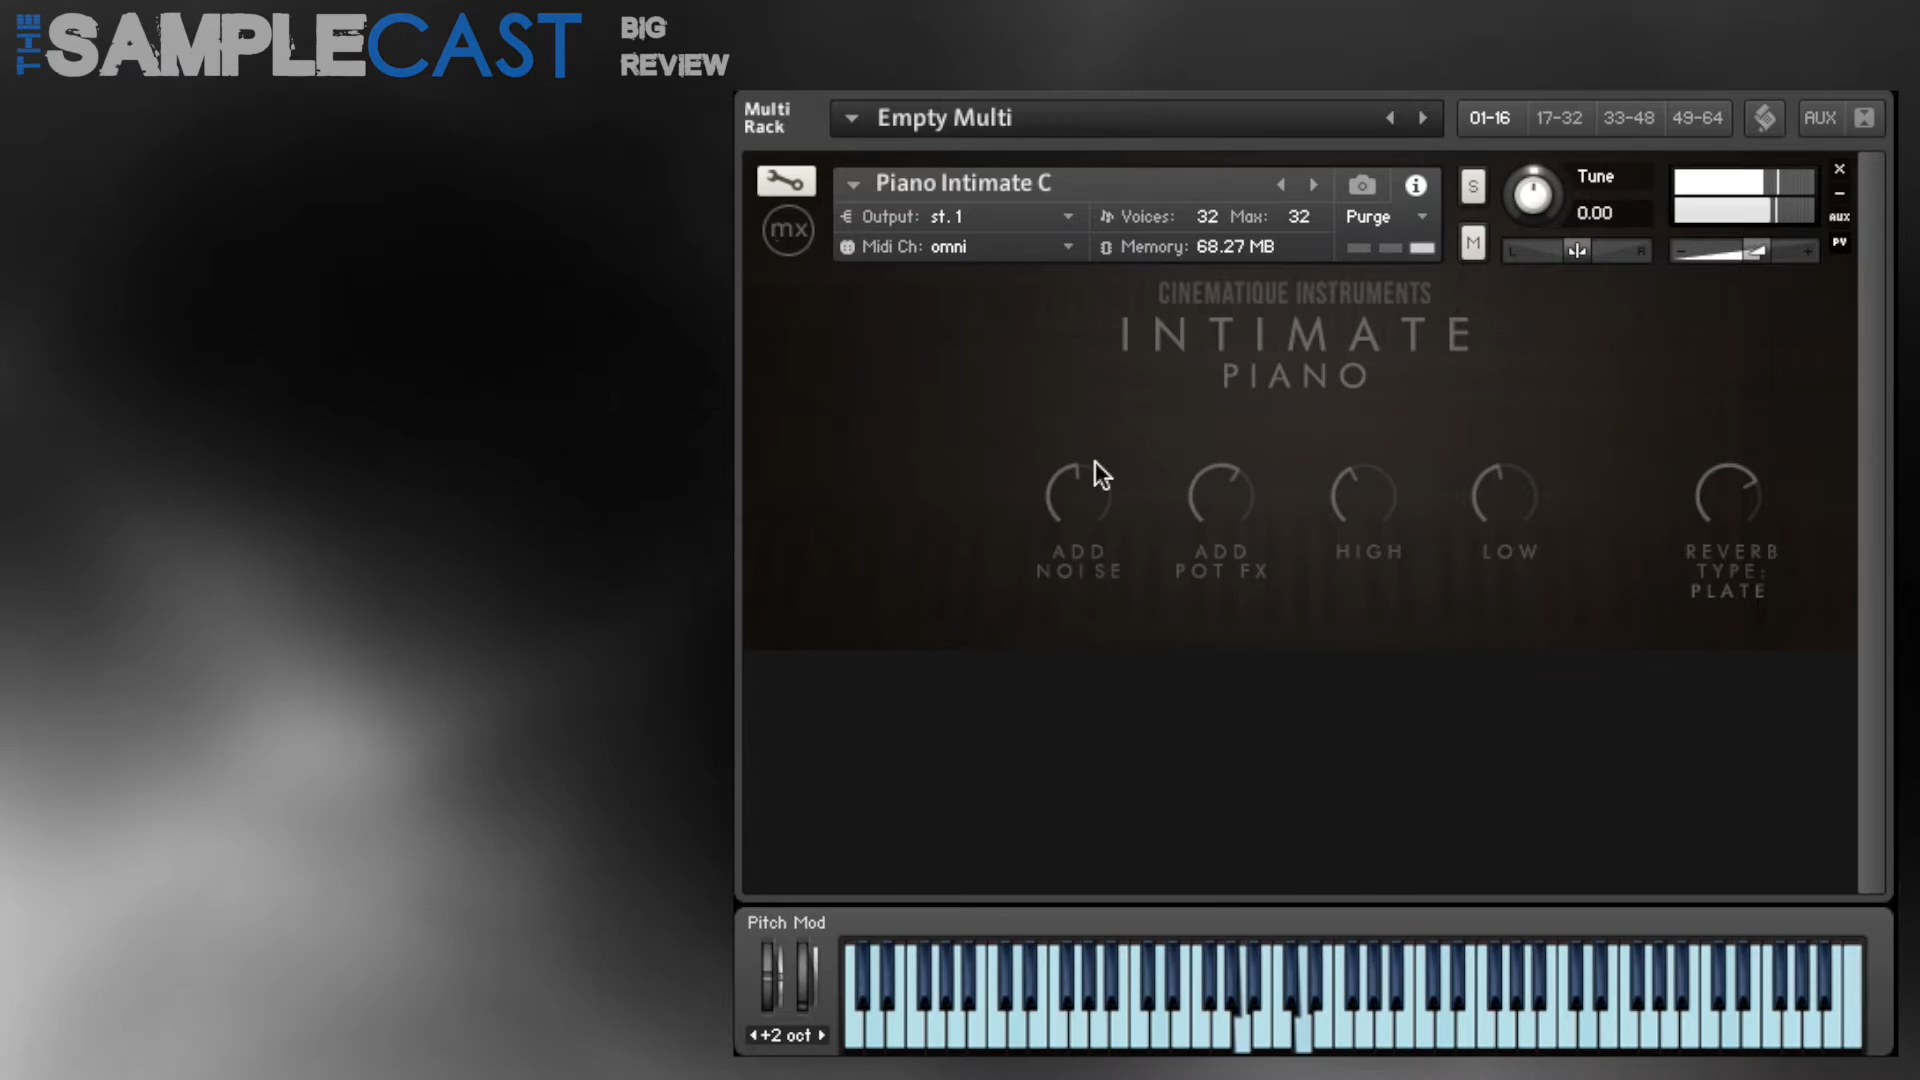 THE SAMPLECAST
BIG
REVIEW
Multi
Rack
Empty Multi
01-16 17-32 33-48 49-64
AUX
Piano Intimate C
Output: st. 1
Voices: 32 Max: 32
Purge
Midi Ch: omni
Memory: 68.27 MB
S
M
Tune
0.00
L R
- +
AUX
PV
mx
CINEMATIQUE INSTRUMENTS
INTIMATE
PIANO
ADD
NOISE
ADD
POT FX
HIGH
LOW
REVERB
TYPE:
PLATE
Pitch Mod
+2 oct